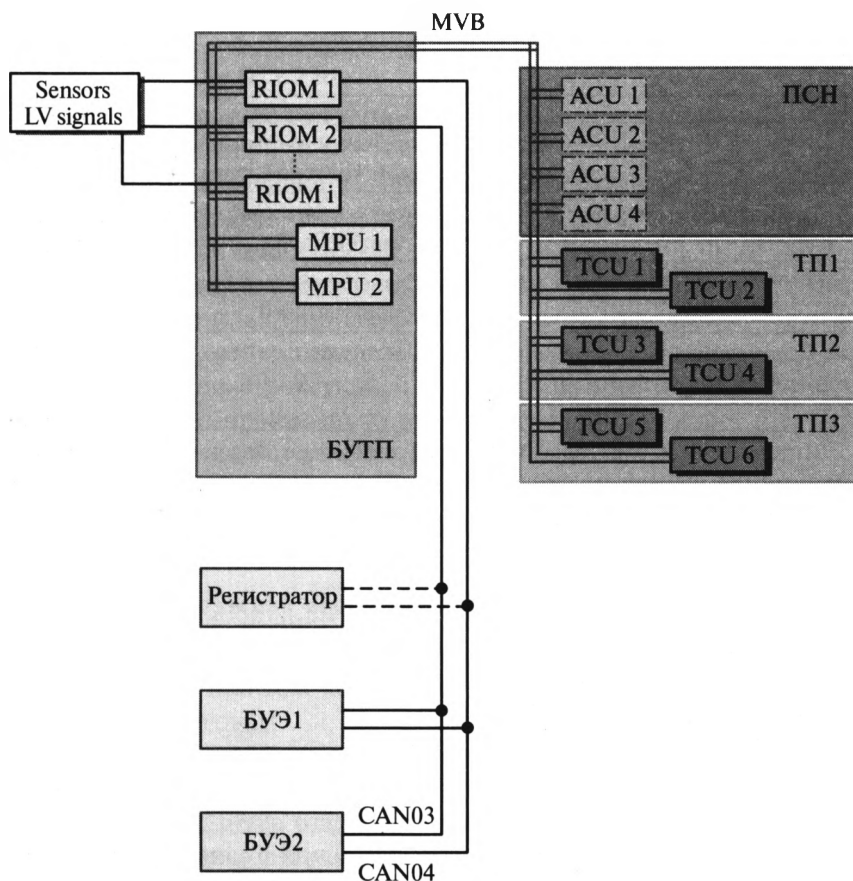 MVB
Sensors
LV signals
RIOM 1
RIOM 2
RIOM i
MPU 1
MPU 2
БУТП
ACU 1
ПСН
ACU 2
ACU 3
ACU 4
TCU 1
ТП1
TCU 2
TCU 3
ТП2
TCU 4
TCU 5
ТП3
TCU 6
Регистратор
БУЭ1
БУЭ2
CAN03
CAN04